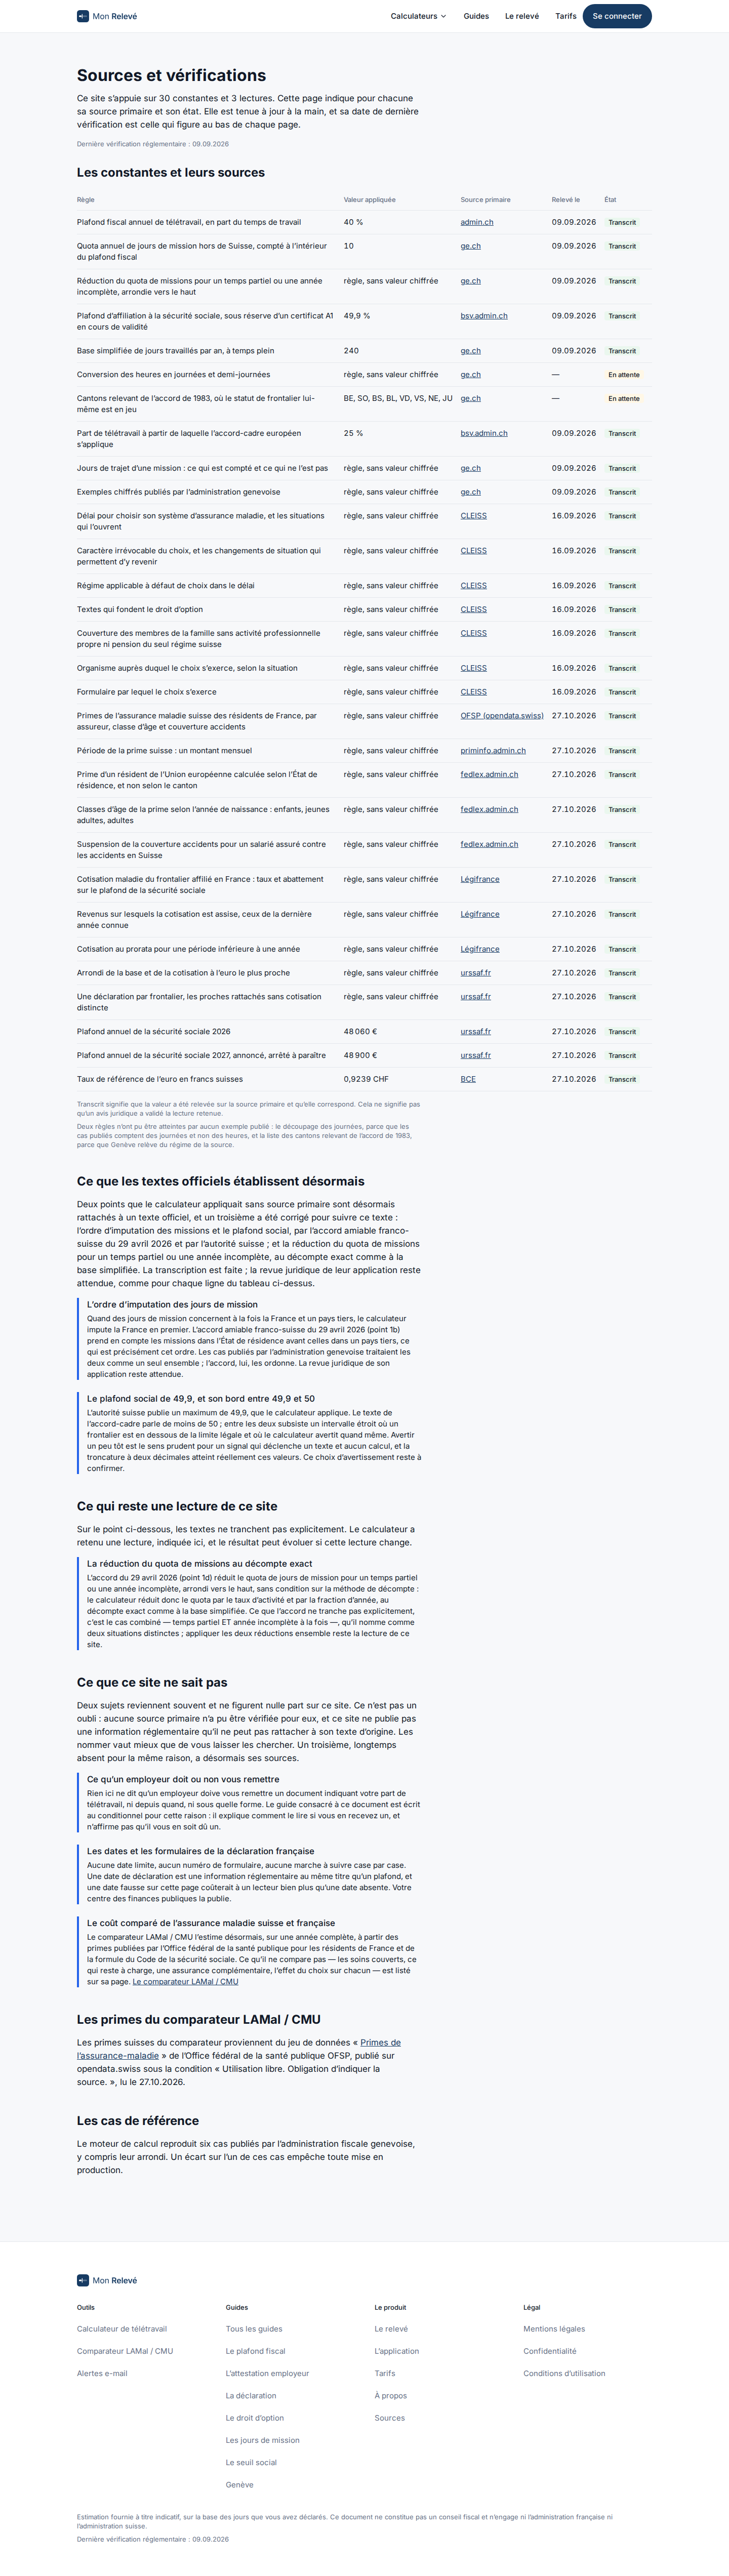 Mon Relevé
Calculateurs
Guides
Le relevé
Tarifs
Se connecter
Sources et vérifications
Ce site s’appuie sur 30 constantes et 3 lectures. Cette page indique pour chacune
sa source primaire et son état. Elle est tenue à jour à la main, et sa date de dernière
vérification est celle qui figure au bas de chaque page.
Dernière vérification réglementaire : 09.09.2026
Les constantes et leurs sources
Règle Valeur appliquée Source primaire Relevé le État
Plafond fiscal annuel de télétravail, en part du temps de travail 40 % admin.ch 09.09.2026 Transcrit
Quota annuel de jours de mission hors de Suisse, compté à l’intérieur 10 ge.ch 09.09.2026 Transcrit
du plafond fiscal
Réduction du quota de missions pour un temps partiel ou une année règle, sans valeur chiffrée ge.ch 09.09.2026 Transcrit
incomplète, arrondie vers le haut
Plafond d’affiliation à la sécurité sociale, sous réserve d’un certificat A1 49,9 % bsv.admin.ch 09.09.2026 Transcrit
en cours de validité
Base simplifiée de jours travaillés par an, à temps plein 240 ge.ch 09.09.2026 Transcrit
Conversion des heures en journées et demi-journées règle, sans valeur chiffrée ge.ch — En attente
Cantons relevant de l’accord de 1983, où le statut de frontalier lui- BE, SO, BS, BL, VD, VS, NE, JU ge.ch — En attente
même est en jeu
Part de télétravail à partir de laquelle l’accord-cadre européen 25 % bsv.admin.ch 09.09.2026 Transcrit
s’applique
Jours de trajet d’une mission : ce qui est compté et ce qui ne l’est pas règle, sans valeur chiffrée ge.ch 09.09.2026 Transcrit
Exemples chiffrés publiés par l’administration genevoise règle, sans valeur chiffrée ge.ch 09.09.2026 Transcrit
Délai pour choisir son système d’assurance maladie, et les situations règle, sans valeur chiffrée CLEISS 16.09.2026 Transcrit
qui l’ouvrent
Caractère irrévocable du choix, et les changements de situation qui règle, sans valeur chiffrée CLEISS 16.09.2026 Transcrit
permettent d’y revenir
Régime applicable à défaut de choix dans le délai règle, sans valeur chiffrée CLEISS 16.09.2026 Transcrit
Textes qui fondent le droit d’option règle, sans valeur chiffrée CLEISS 16.09.2026 Transcrit
Couverture des membres de la famille sans activité professionnelle règle, sans valeur chiffrée CLEISS 16.09.2026 Transcrit
propre ni pension du seul régime suisse
Organisme auprès duquel le choix s’exerce, selon la situation règle, sans valeur chiffrée CLEISS 16.09.2026 Transcrit
Formulaire par lequel le choix s’exerce règle, sans valeur chiffrée CLEISS 16.09.2026 Transcrit
Primes de l’assurance maladie suisse des résidents de France, par règle, sans valeur chiffrée OFSP (opendata.swiss) 27.10.2026 Transcrit
assureur, classe d’âge et couverture accidents
Période de la prime suisse : un montant mensuel règle, sans valeur chiffrée priminfo.admin.ch 27.10.2026 Transcrit
Prime d’un résident de l’Union européenne calculée selon l’État de règle, sans valeur chiffrée fedlex.admin.ch 27.10.2026 Transcrit
résidence, et non selon le canton
Classes d’âge de la prime selon l’année de naissance : enfants, jeunes règle, sans valeur chiffrée fedlex.admin.ch 27.10.2026 Transcrit
adultes, adultes
Suspension de la couverture accidents pour un salarié assuré contre règle, sans valeur chiffrée fedlex.admin.ch 27.10.2026 Transcrit
les accidents en Suisse
Cotisation maladie du frontalier affilié en France : taux et abattement règle, sans valeur chiffrée Légifrance 27.10.2026 Transcrit
sur le plafond de la sécurité sociale
Revenus sur lesquels la cotisation est assise, ceux de la dernière règle, sans valeur chiffrée Légifrance 27.10.2026 Transcrit
année connue
Cotisation au prorata pour une période inférieure à une année règle, sans valeur chiffrée Légifrance 27.10.2026 Transcrit
Arrondi de la base et de la cotisation à l’euro le plus proche règle, sans valeur chiffrée urssaf.fr 27.10.2026 Transcrit
Une déclaration par frontalier, les proches rattachés sans cotisation règle, sans valeur chiffrée urssaf.fr 27.10.2026 Transcrit
distincte
Plafond annuel de la sécurité sociale 2026 48 060 € urssaf.fr 27.10.2026 Transcrit
Plafond annuel de la sécurité sociale 2027, annoncé, arrêté à paraître 48 900 € urssaf.fr 27.10.2026 Transcrit
Taux de référence de l’euro en francs suisses 0,9239 CHF BCE 27.10.2026 Transcrit
Transcrit signifie que la valeur a été relevée sur la source primaire et qu’elle correspond. Cela ne signifie pas
qu’un avis juridique a validé la lecture retenue.
Deux règles n’ont pu être atteintes par aucun exemple publié : le découpage des journées, parce que les
cas publiés comptent des journées et non des heures, et la liste des cantons relevant de l’accord de 1983,
parce que Genève relève du régime de la source.
Ce que les textes officiels établissent désormais
Deux points que le calculateur appliquait sans source primaire sont désormais
rattachés à un texte officiel, et un troisième a été corrigé pour suivre ce texte :
l’ordre d’imputation des missions et le plafond social, par l’accord amiable franco-
suisse du 29 avril 2026 et par l’autorité suisse ; et la réduction du quota de missions
pour un temps partiel ou une année incomplète, au décompte exact comme à la
base simplifiée. La transcription est faite ; la revue juridique de leur application reste
attendue, comme pour chaque ligne du tableau ci-dessus.
L’ordre d’imputation des jours de mission
Quand des jours de mission concernent à la fois la France et un pays tiers, le calculateur
impute la France en premier. L’accord amiable franco-suisse du 29 avril 2026 (point 1b)
prend en compte les missions dans l’État de résidence avant celles dans un pays tiers, ce
qui est précisément cet ordre. Les cas publiés par l’administration genevoise traitaient les
deux comme un seul ensemble ; l’accord, lui, les ordonne. La revue juridique de son
application reste attendue.
Le plafond social de 49,9, et son bord entre 49,9 et 50
L’autorité suisse publie un maximum de 49,9, que le calculateur applique. Le texte de
l’accord-cadre parle de moins de 50 ; entre les deux subsiste un intervalle étroit où un
frontalier est en dessous de la limite légale et où le calculateur avertit quand même. Avertir
un peu tôt est le sens prudent pour un signal qui déclenche un texte et aucun calcul, et la
troncature à deux décimales atteint réellement ces valeurs. Ce choix d’avertissement reste à
confirmer.
Ce qui reste une lecture de ce site
Sur le point ci-dessous, les textes ne tranchent pas explicitement. Le calculateur a
retenu une lecture, indiquée ici, et le résultat peut évoluer si cette lecture change.
La réduction du quota de missions au décompte exact
L’accord du 29 avril 2026 (point 1d) réduit le quota de jours de mission pour un temps partiel
ou une année incomplète, arrondi vers le haut, sans condition sur la méthode de décompte :
le calculateur réduit donc le quota par le taux d’activité et par la fraction d’année, au
décompte exact comme à la base simplifiée. Ce que l’accord ne tranche pas explicitement,
c’est le cas combiné — temps partiel ET année incomplète à la fois —, qu’il nomme comme
deux situations distinctes ; appliquer les deux réductions ensemble reste la lecture de ce
site.
Ce que ce site ne sait pas
Deux sujets reviennent souvent et ne figurent nulle part sur ce site. Ce n’est pas un
oubli : aucune source primaire n’a pu être vérifiée pour eux, et ce site ne publie pas
une information réglementaire qu’il ne peut pas rattacher à son texte d’origine. Les
nommer vaut mieux que de vous laisser les chercher. Un troisième, longtemps
absent pour la même raison, a désormais ses sources.
Ce qu’un employeur doit ou non vous remettre
Rien ici ne dit qu’un employeur doive vous remettre un document indiquant votre part de
télétravail, ni depuis quand, ni sous quelle forme. Le guide consacré à ce document est écrit
au conditionnel pour cette raison : il explique comment le lire si vous en recevez un, et
n’affirme pas qu’il vous en soit dû un.
Les dates et les formulaires de la déclaration française
Aucune date limite, aucun numéro de formulaire, aucune marche à suivre case par case.
Une date de déclaration est une information réglementaire au même titre qu’un plafond, et
une date fausse sur cette page coûterait à un lecteur bien plus qu’une date absente. Votre
centre des finances publiques la publie.
Le coût comparé de l’assurance maladie suisse et française
Le comparateur LAMal / CMU l’estime désormais, sur une année complète, à partir des
primes publiées par l’Office fédéral de la santé publique pour les résidents de France et de
la formule du Code de la sécurité sociale. Ce qu’il ne compare pas — les soins couverts, ce
qui reste à charge, une assurance complémentaire, l’effet du choix sur chacun — est listé
sur sa page. Le comparateur LAMal / CMU
Les primes du comparateur LAMal / CMU
Les primes suisses du comparateur proviennent du jeu de données « Primes de
l’assurance-maladie » de l’Office fédéral de la santé publique OFSP, publié sur
opendata.swiss sous la condition « Utilisation libre. Obligation d’indiquer la
source. », lu le 27.10.2026.
Les cas de référence
Le moteur de calcul reproduit six cas publiés par l’administration fiscale genevoise,
y compris leur arrondi. Un écart sur l’un de ces cas empêche toute mise en
production.
Mon Relevé
Outils Guides Le produit Légal
Calculateur de télétravail Tous les guides Le relevé Mentions légales
Comparateur LAMal / CMU Le plafond fiscal L’application Confidentialité
Alertes e-mail L’attestation employeur Tarifs Conditions d’utilisation
La déclaration À propos
Le droit d’option Sources
Les jours de mission
Le seuil social
Genève
Estimation fournie à titre indicatif, sur la base des jours que vous avez déclarés. Ce document ne constitue pas un conseil fiscal et n’engage ni l’administration française ni
l’administration suisse.
Dernière vérification réglementaire : 09.09.2026